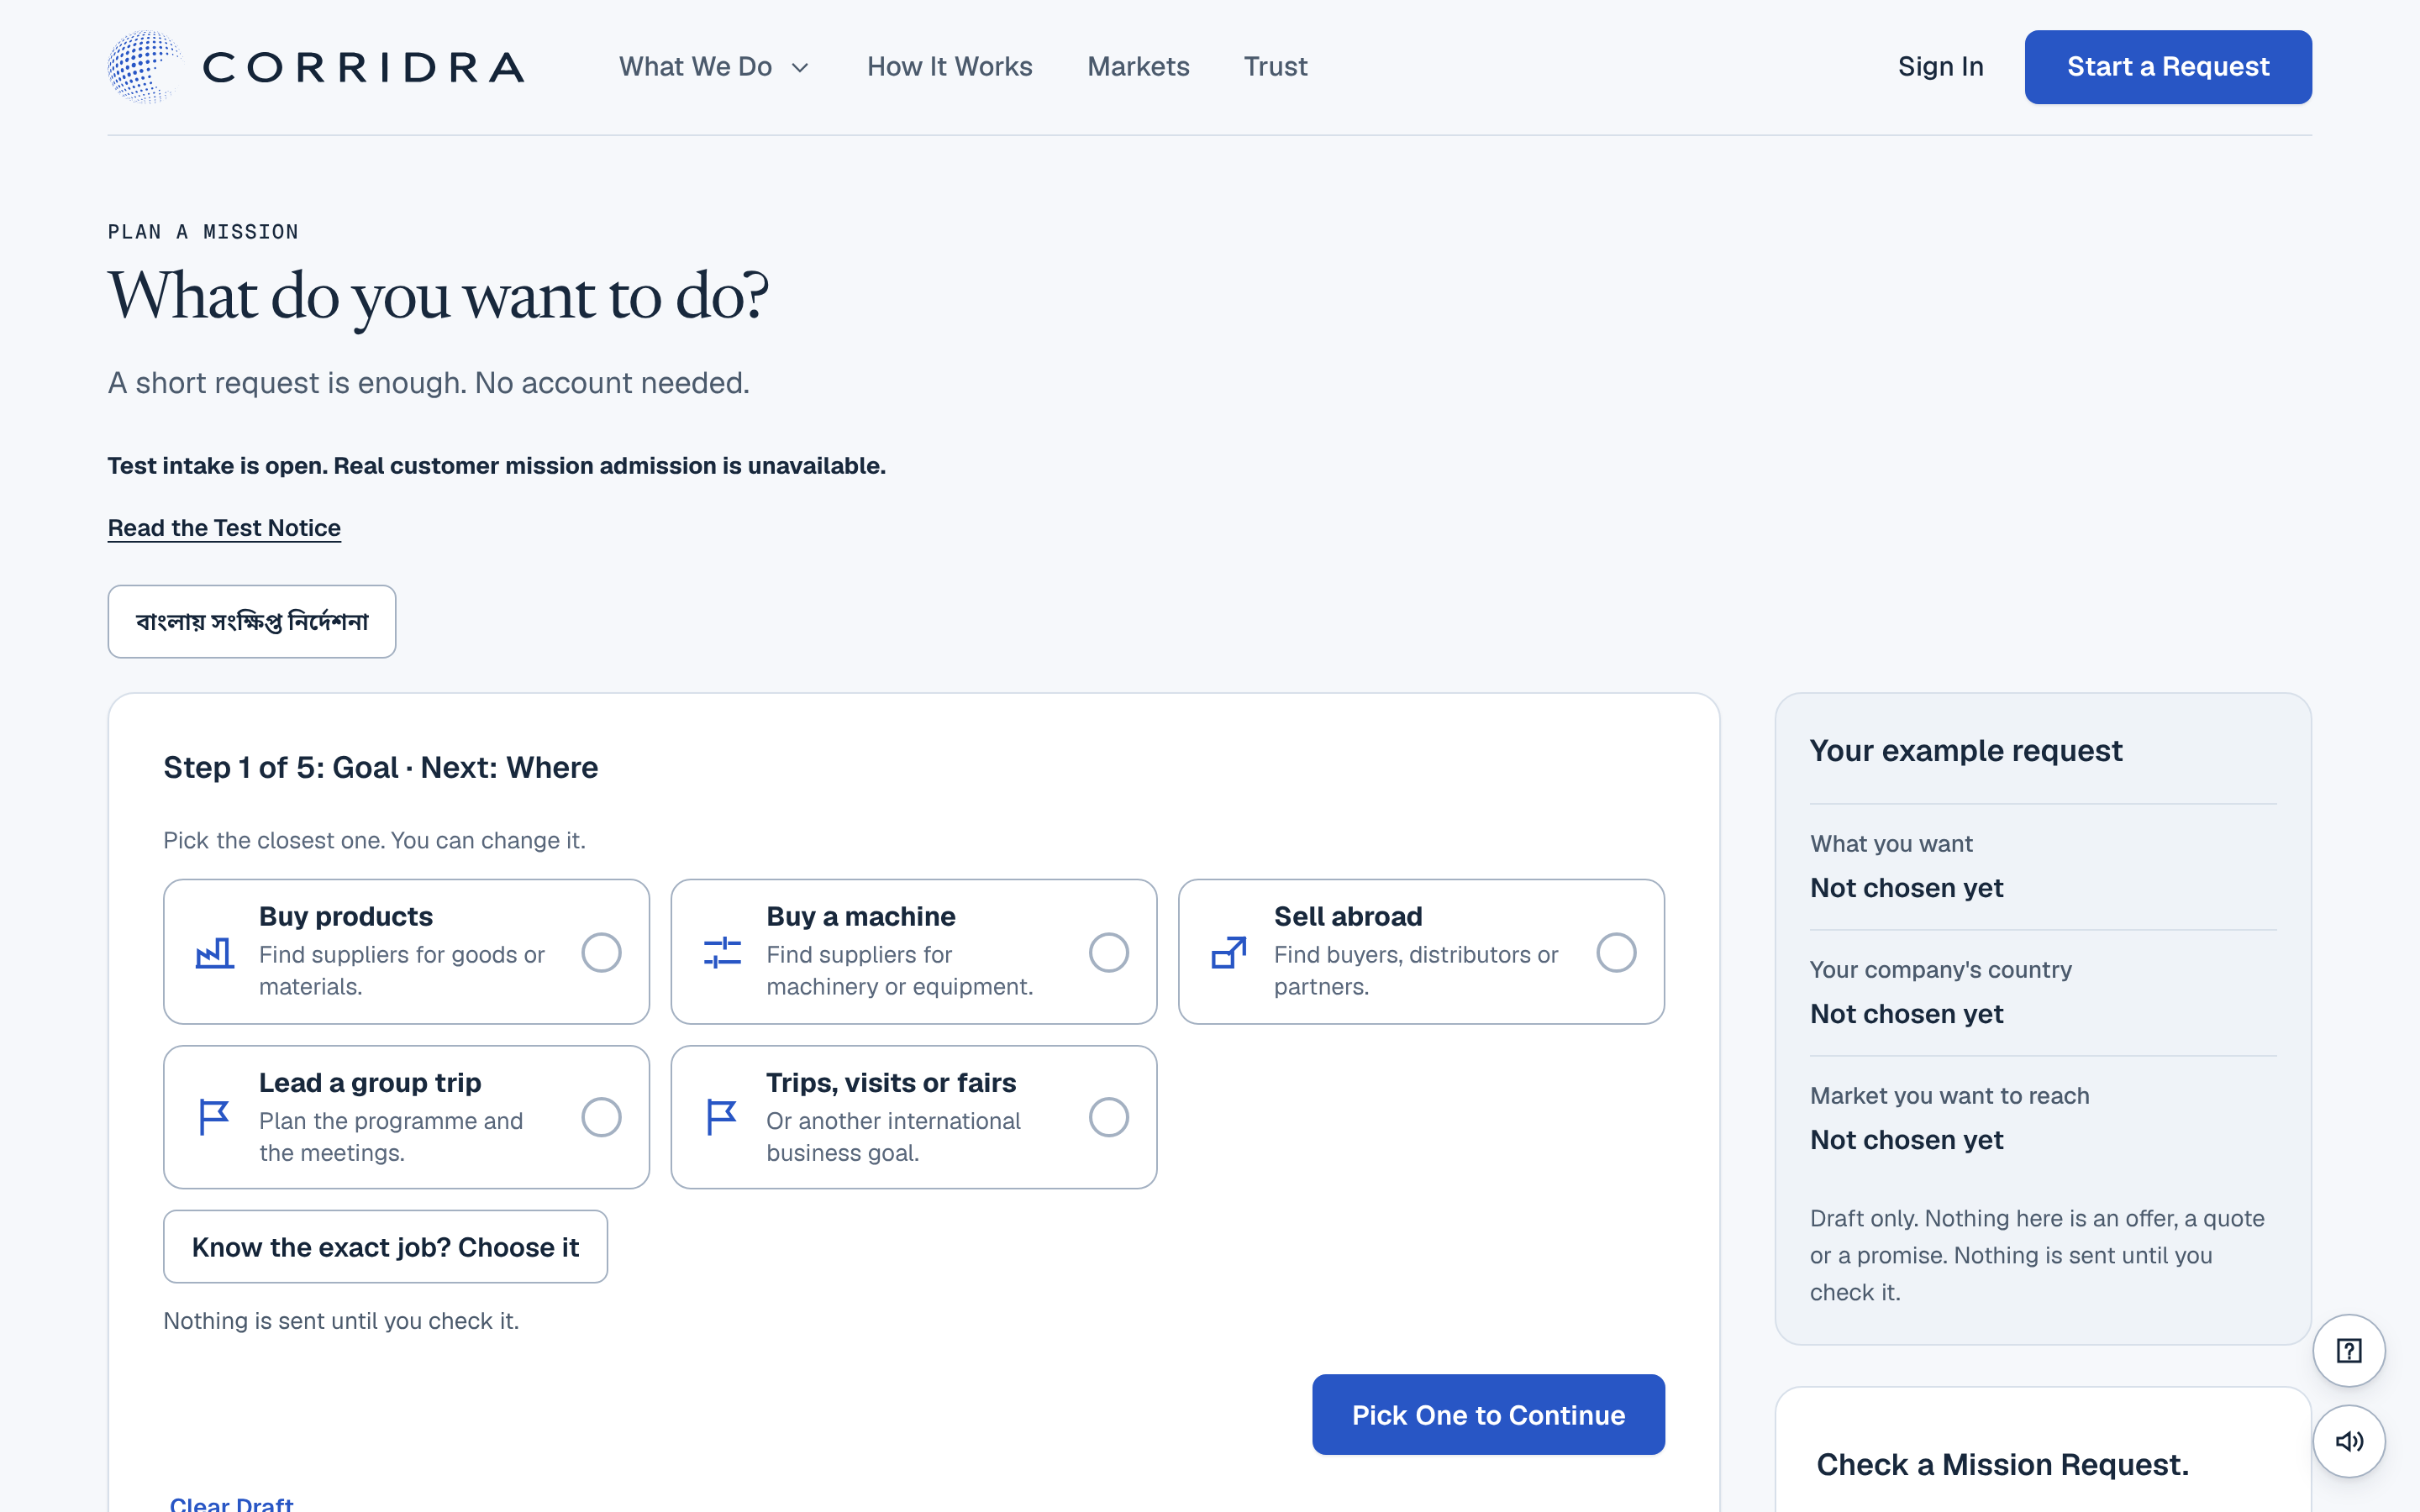 CORRIDRA
What We Do
How It Works
Markets
Trust
Sign In
Start a Request
PLAN A MISSION
What do you want to do?
A short request is enough. No account needed.
Test intake is open. Real customer mission admission is unavailable.
Read the Test Notice
বাংলায় সংক্ষিপ্ত নির্দেশনা
Step 1 of 5: Goal · Next: Where
Pick the closest one. You can change it.
Buy products
Find suppliers for goods or
materials.
Buy a machine
Find suppliers for
machinery or equipment.
Sell abroad
Find buyers, distributors or
partners.
Lead a group trip
Plan the programme and
the meetings.
Trips, visits or fairs
Or another international
business goal.
Know the exact job? Choose it
Nothing is sent until you check it.
Pick One to Continue
Clear Draft
Your example request
What you want
Not chosen yet
Your company's country
Not chosen yet
Market you want to reach
Not chosen yet
Draft only. Nothing here is an offer, a quote
or a promise. Nothing is sent until you
check it.
Check a Mission Request.